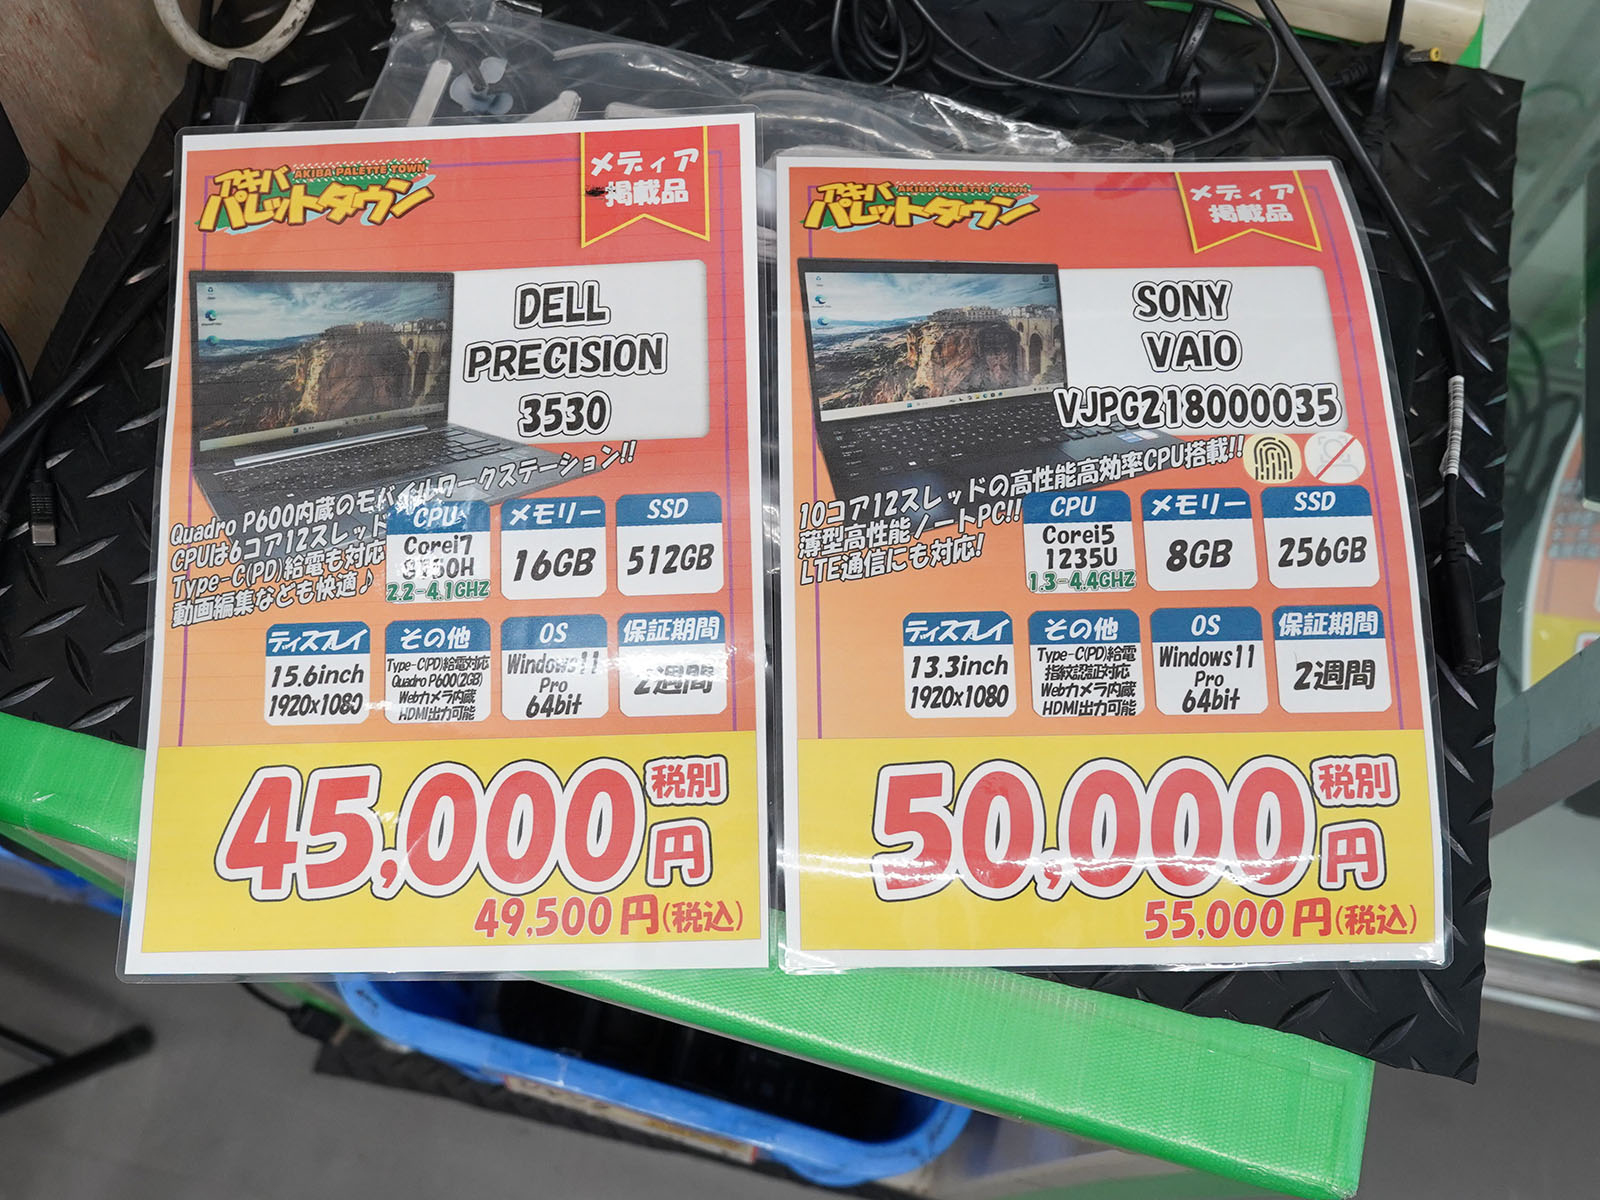 アキバ
AKIBA PALETTE TOWN
パレットタウン
メディア
掲載品
DELL
PRECISION
3530
Quadro P600内蔵のモバイルワークステーション!!
CPUは6コア12スレッド
Type-C(PD)給電も対応
動画編集なども快適♪
CPU
Corei7
8750H
2.2-4.1GHZ
メモリー
16GB
SSD
512GB
ディスプレイ
15.6inch
1920x1080
その他
Type-C(PD)給電対応
Quadro P600(2GB)
Webカメラ内蔵
HDMI出力可能
OS
Windows11
Pro
64bit
保証期間
2週間
45,000円
税別
49,500円(税込)
アキバ
AKIBA PALETTE TOWN
パレットタウン
メディア
掲載品
SONY
VAIO
VJPG218000035
10コア12スレッドの高性能高効率CPU搭載!!
薄型高性能ノートPC!!
LTE通信にも対応!
CPU
Corei5
1235U
1.3-4.4GHZ
メモリー
8GB
SSD
256GB
ディスプレイ
13.3inch
1920x1080
その他
Type-C(PD)給電
指紋認証対応
Webカメラ内蔵
HDMI出力可能
OS
Windows11
Pro
64bit
保証期間
2週間
50,000円
税別
55,000円(税込)